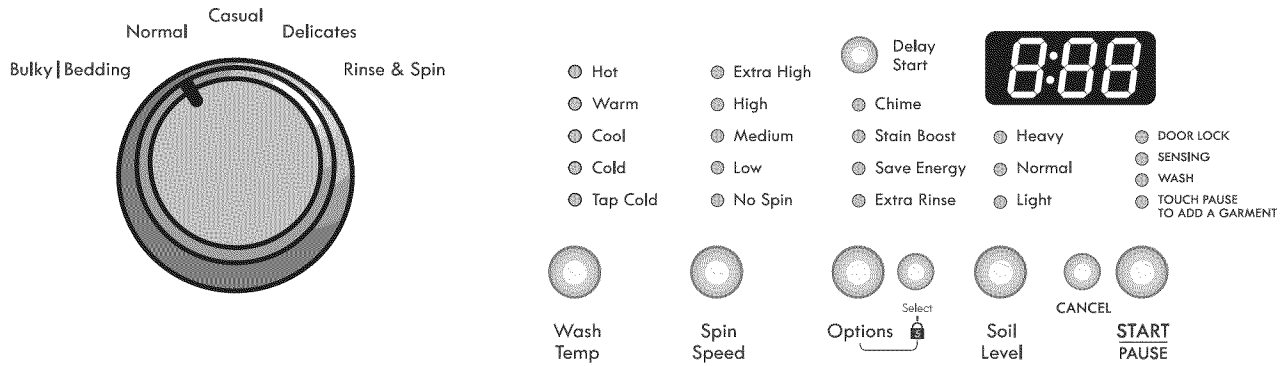 Casual
Normal
Delicates
Bulky|Bedding
Rinse & Spin
Hot
Warm
Cool
Cold
Tap Cold
Wash
Temp
Extra High
High
Medium
Low
No Spin
Spin
Speed
Delay
Start
Chime
Stain Boost
Save Energy
Extra Rinse
Select
Options
8:88
Heavy
Normal
Light
Soil
Level
DOOR LOCK
SENSING
WASH
TOUCH PAUSE
TO ADD A GARMENT
CANCEL
START
PAUSE